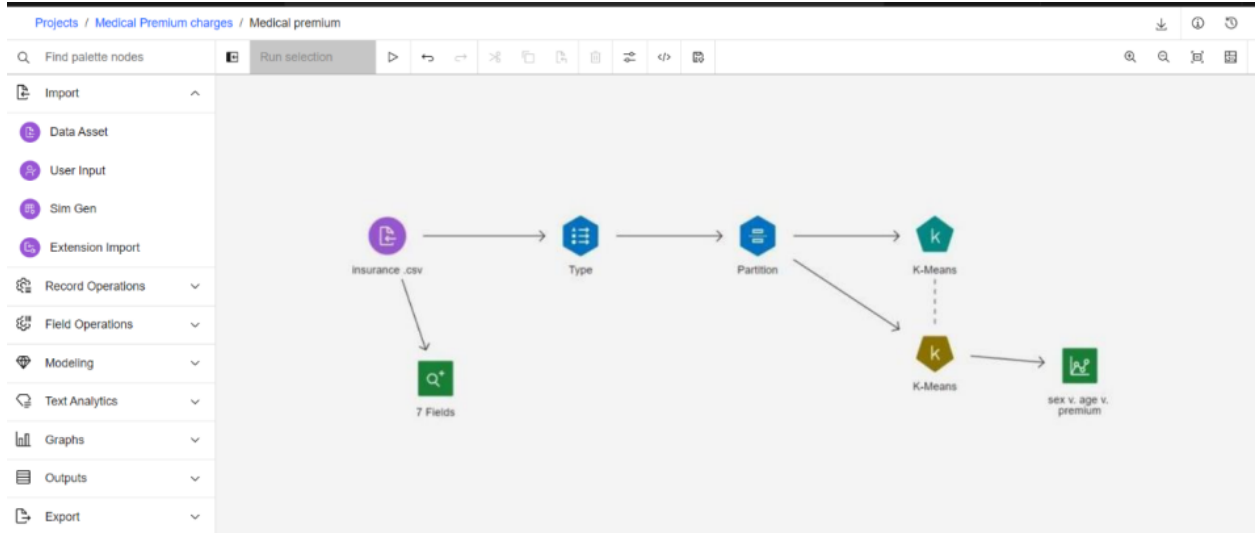 Projects / Medical Premium charges / Medical premium
Find palette nodes
Run selection
Import
Data Asset
User Input
Sim Gen
Extension Import
Record Operations
Field Operations
Modeling
Text Analytics
Graphs
Outputs
Export
insurance .csv
Type
Partition
K-Means
7 Fields
K-Means
sex v. age v.
premium